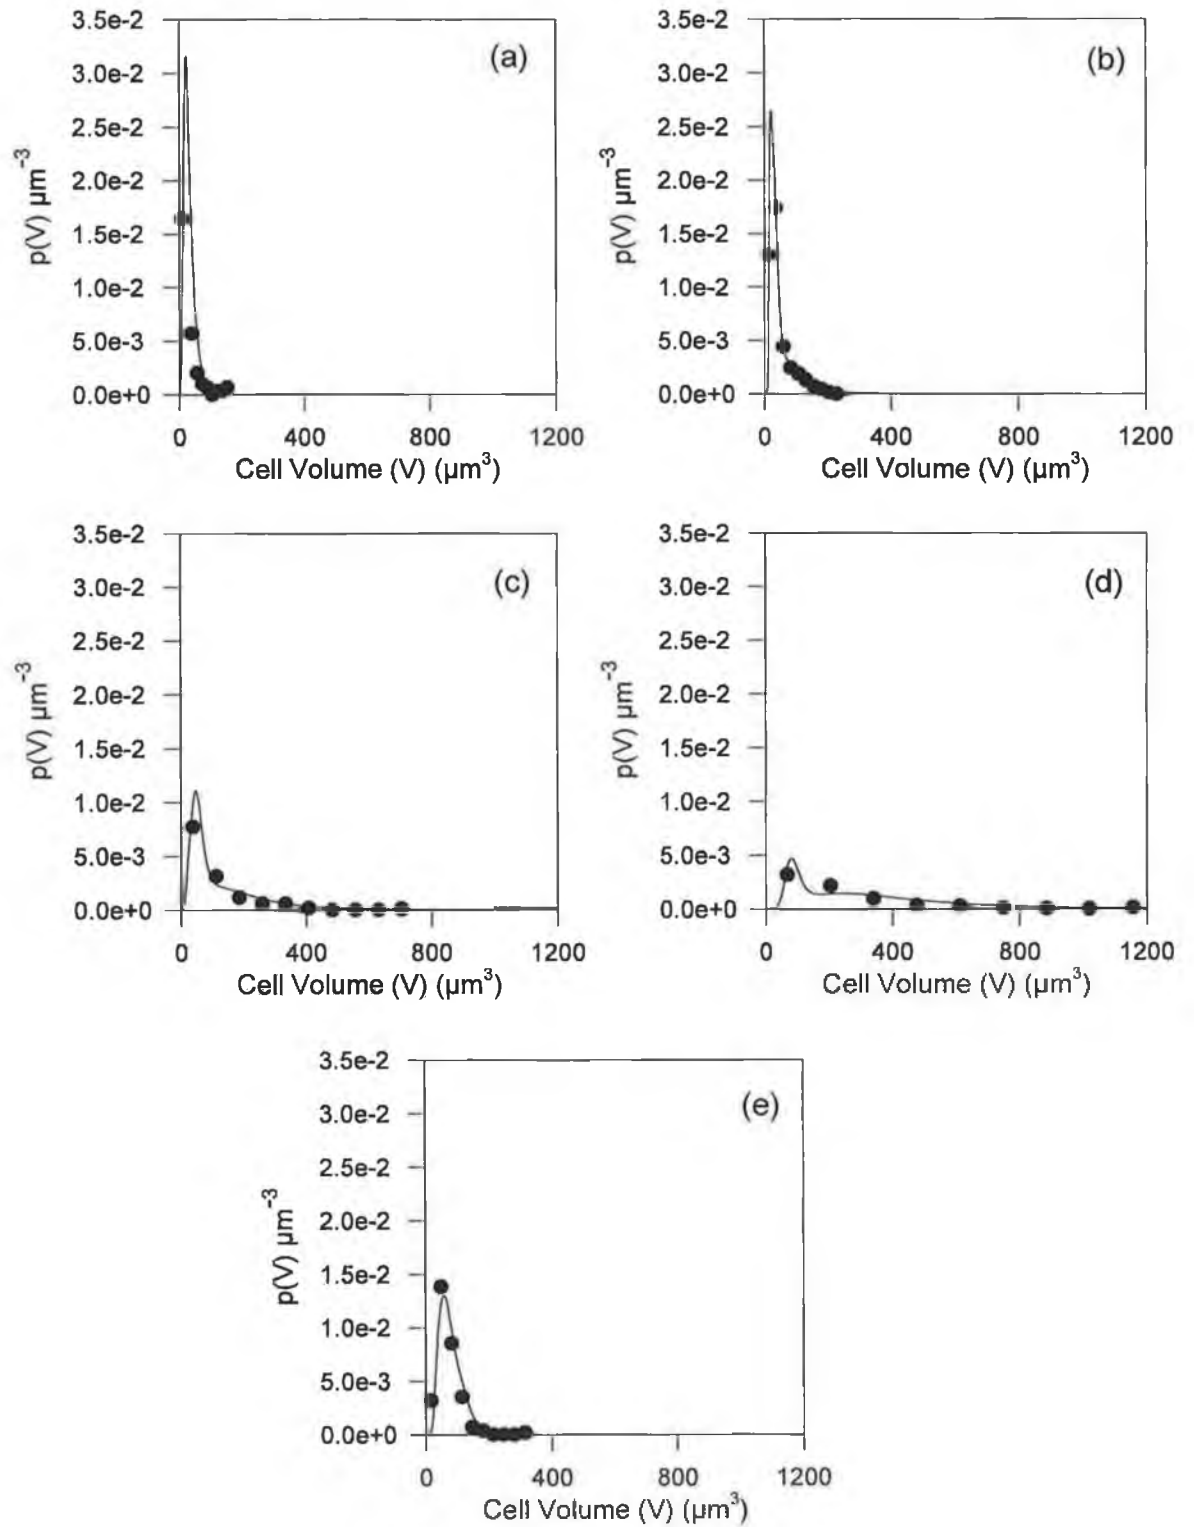 3.5e-2
3.0e-2
2.5e-2
2.0e-2
1.5e-2
1.0e-2
5.0e-3
0.0e+0
p(V) µm⁻³
(a)
0 400 800 1200
Cell Volume (V) (µm³)
3.5e-2
3.0e-2
2.5e-2
2.0e-2
1.5e-2
1.0e-2
5.0e-3
0.0e+0
p(V) µm⁻³
(b)
0 400 800 1200
Cell Volume (V) (µm³)
3.5e-2
3.0e-2
2.5e-2
2.0e-2
1.5e-2
1.0e-2
5.0e-3
0.0e+0
p(V) µm⁻³
(c)
0 400 800 1200
Cell Volume (V) (µm³)
3.5e-2
3.0e-2
2.5e-2
2.0e-2
1.5e-2
1.0e-2
5.0e-3
0.0e+0
p(V) µm⁻³
(d)
0 400 800 1200
Cell Volume (V) (µm³)
3.5e-2
3.0e-2
2.5e-2
2.0e-2
1.5e-2
1.0e-2
5.0e-3
0.0e+0
p(V) µm⁻³
(e)
0 400 800 1200
Cell Volume (V) (µm³)